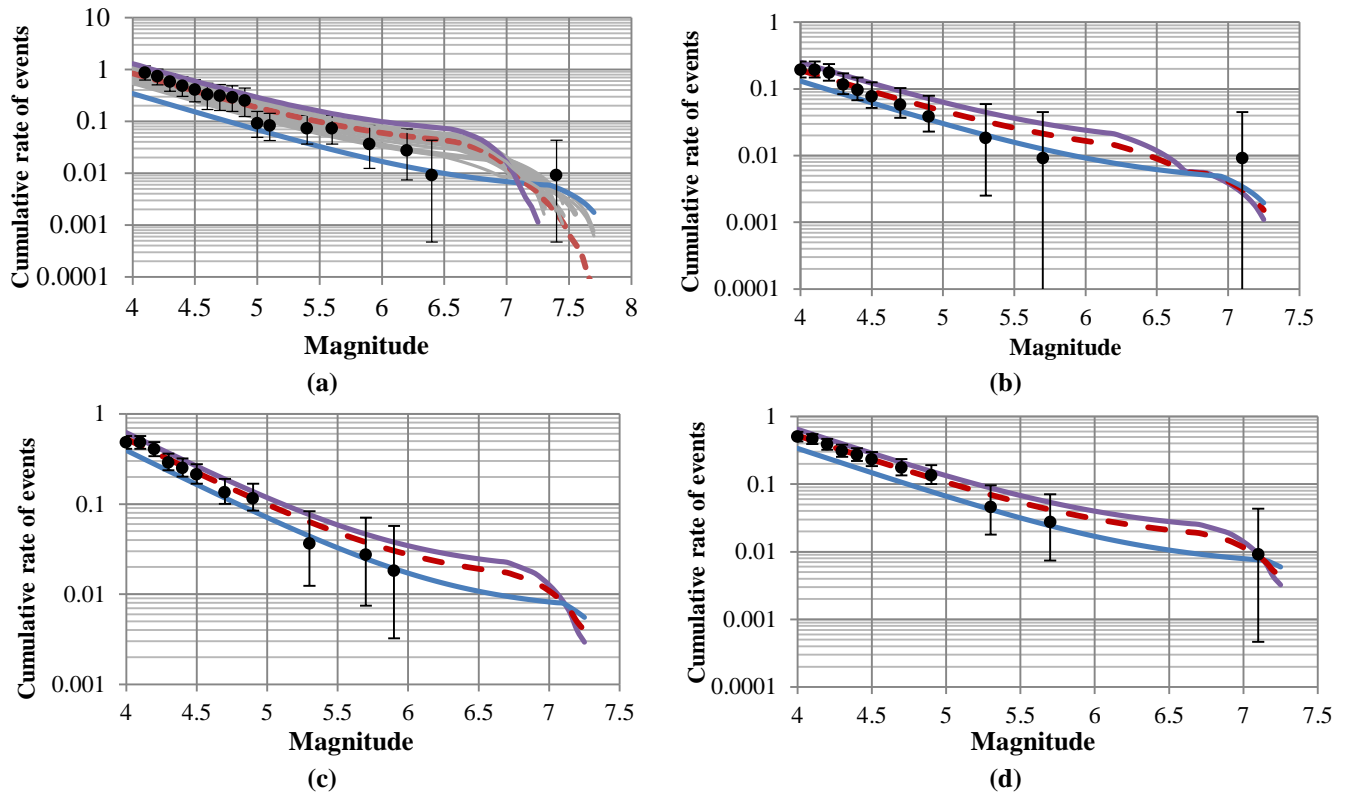 Cumulative rate of events
10
1
0.1
0.01
0.001
0.0001
4 4.5 5 5.5 6 6.5 7 7.5 8
Magnitude
(a)
Cumulative rate of events
1
0.1
0.01
0.001
0.0001
4 4.5 5 5.5 6 6.5 7 7.5
Magnitude
(b)
Cumulative rate of events
1
0.1
0.01
0.001
4 4.5 5 5.5 6 6.5 7 7.5
Magnitude
(c)
Cumulative rate of events
1
0.1
0.01
0.001
0.0001
4 4.5 5 5.5 6 6.5 7 7.5
Magnitude
(d)